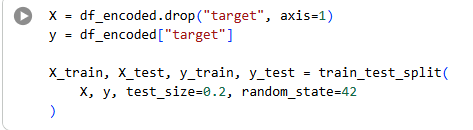 X = df_encoded.drop("target", axis=1)
y = df_encoded["target"]
X_train, X_test, y_train, y_test = train_test_split(
    X, y, test_size=0.2, random_state=42
)